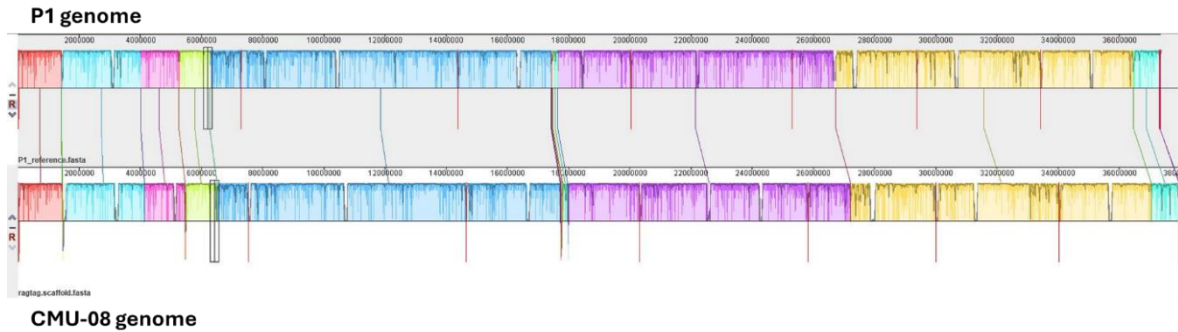 P1 genome
2000000 4000000 6000000 8000000 10000000 12000000 14000000 16000000 18000000 20000000 22000000 24000000 26000000 28000000 30000000 32000000 34000000 36000000
R
P1_reference.fasta
2000000 4000000 6000000 8000000 10000000 12000000 14000000 16000000 18000000 20000000 22000000 24000000 26000000 28000000 30000000 32000000 34000000 36000000
R
ragtag.scaffold.fasta
CMU-08 genome